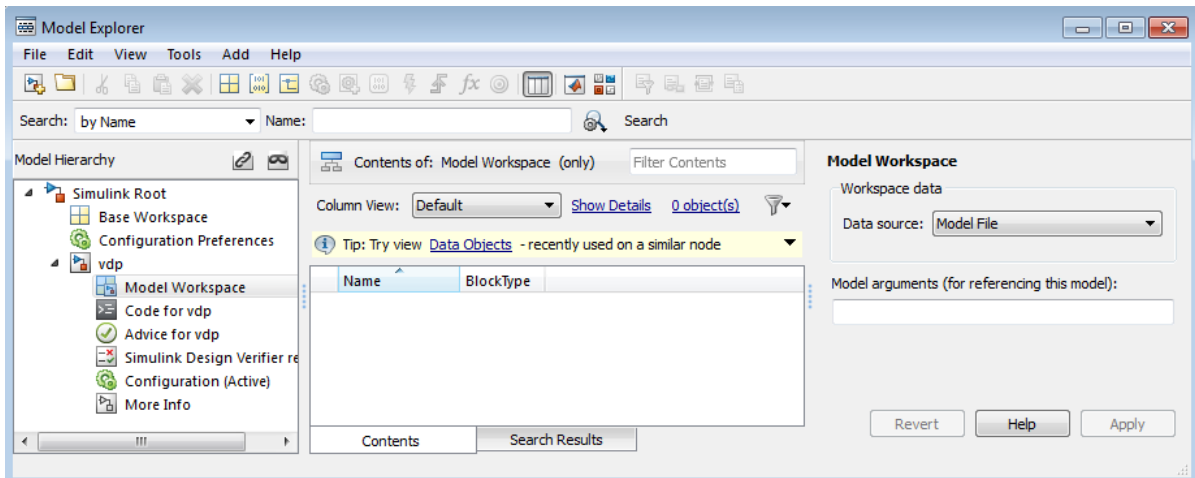 Model Explorer
File Edit View Tools Add Help
Search: by Name Name: Search
Model Hierarchy
Simulink Root
Base Workspace
Configuration Preferences
vdp
Model Workspace
Code for vdp
Advice for vdp
Simulink Design Verifier re
Configuration (Active)
More Info
Contents of: Model Workspace (only) Filter Contents
Column View: Default Show Details 0 object(s)
Tip: Try view Data Objects - recently used on a similar node
Name BlockType
Contents Search Results
Model Workspace
Workspace data
Data source: Model File
Model arguments (for referencing this model):
Revert Help Apply